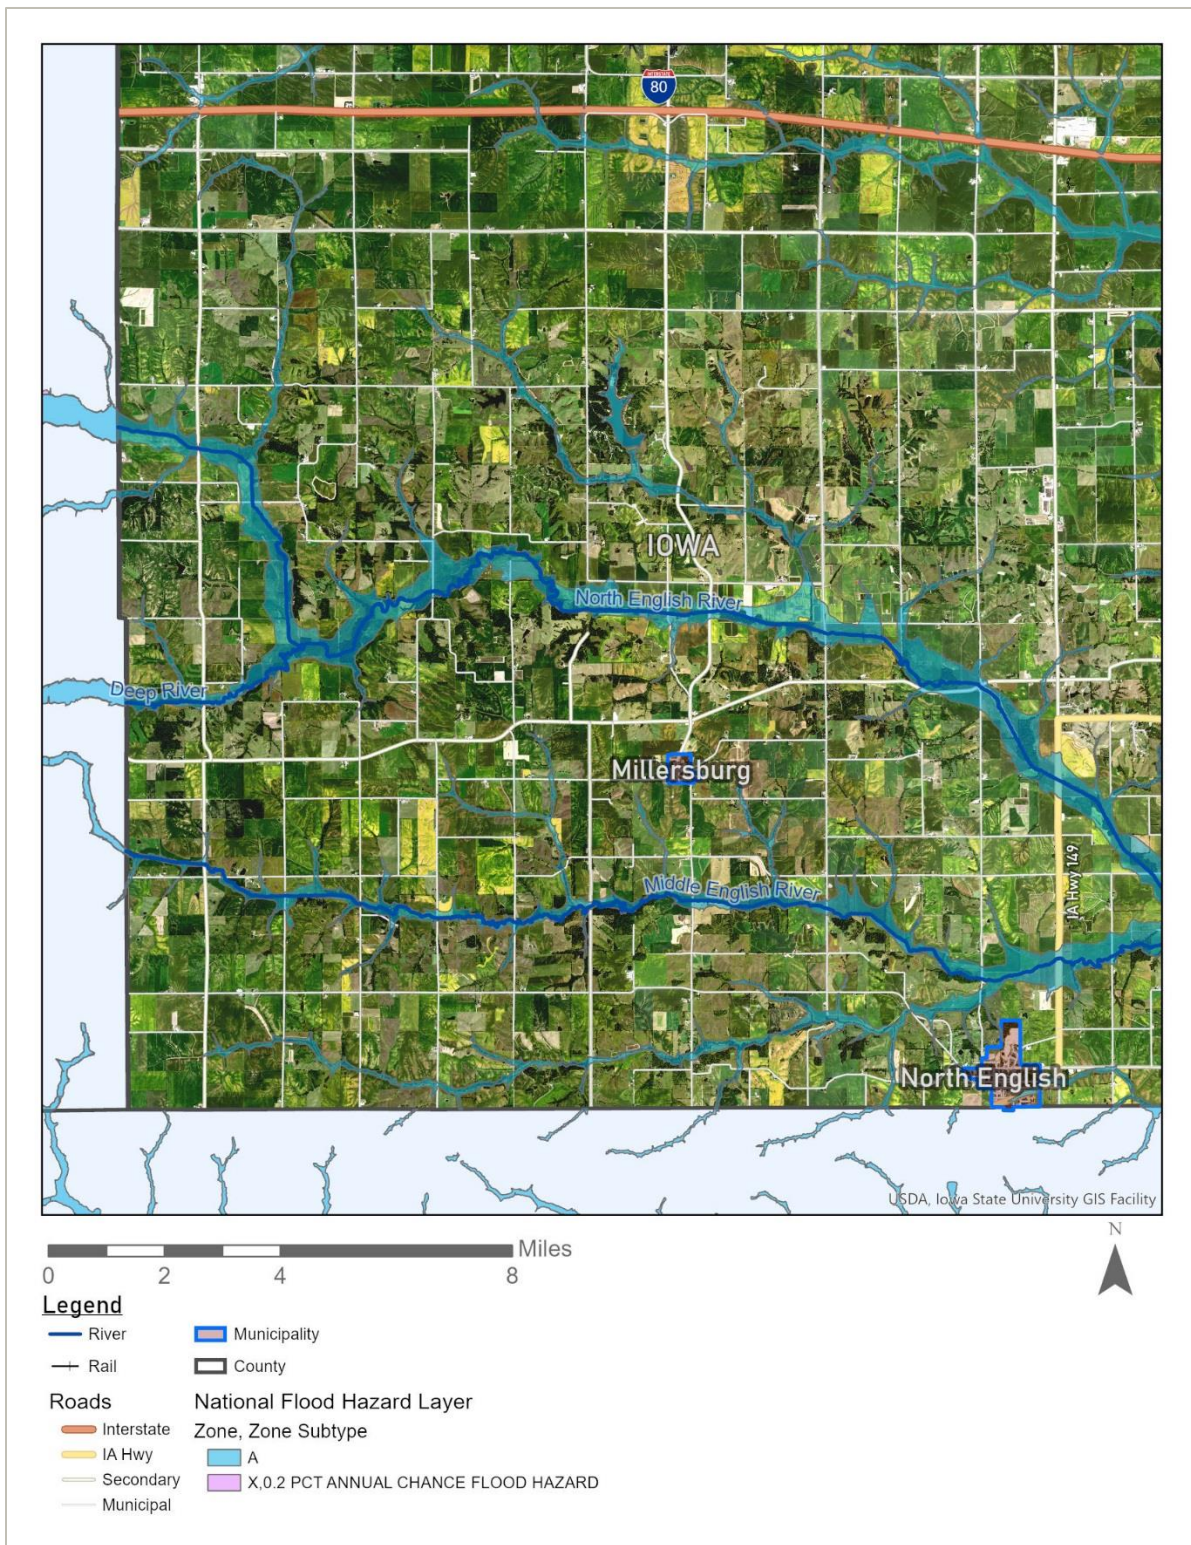 INTERSTATE
80
IOWA
North English River
Deep River
Millersburg
IA Hwy 149
Middle English River
North English
USDA, Iowa State University GIS Facility
N
Miles
0 2 4 8
Legend
River
Municipality
Rail
County
Roads
National Flood Hazard Layer
Interstate
Zone, Zone Subtype
IA Hwy
A
Secondary
X,0.2 PCT ANNUAL CHANCE FLOOD HAZARD
Municipal